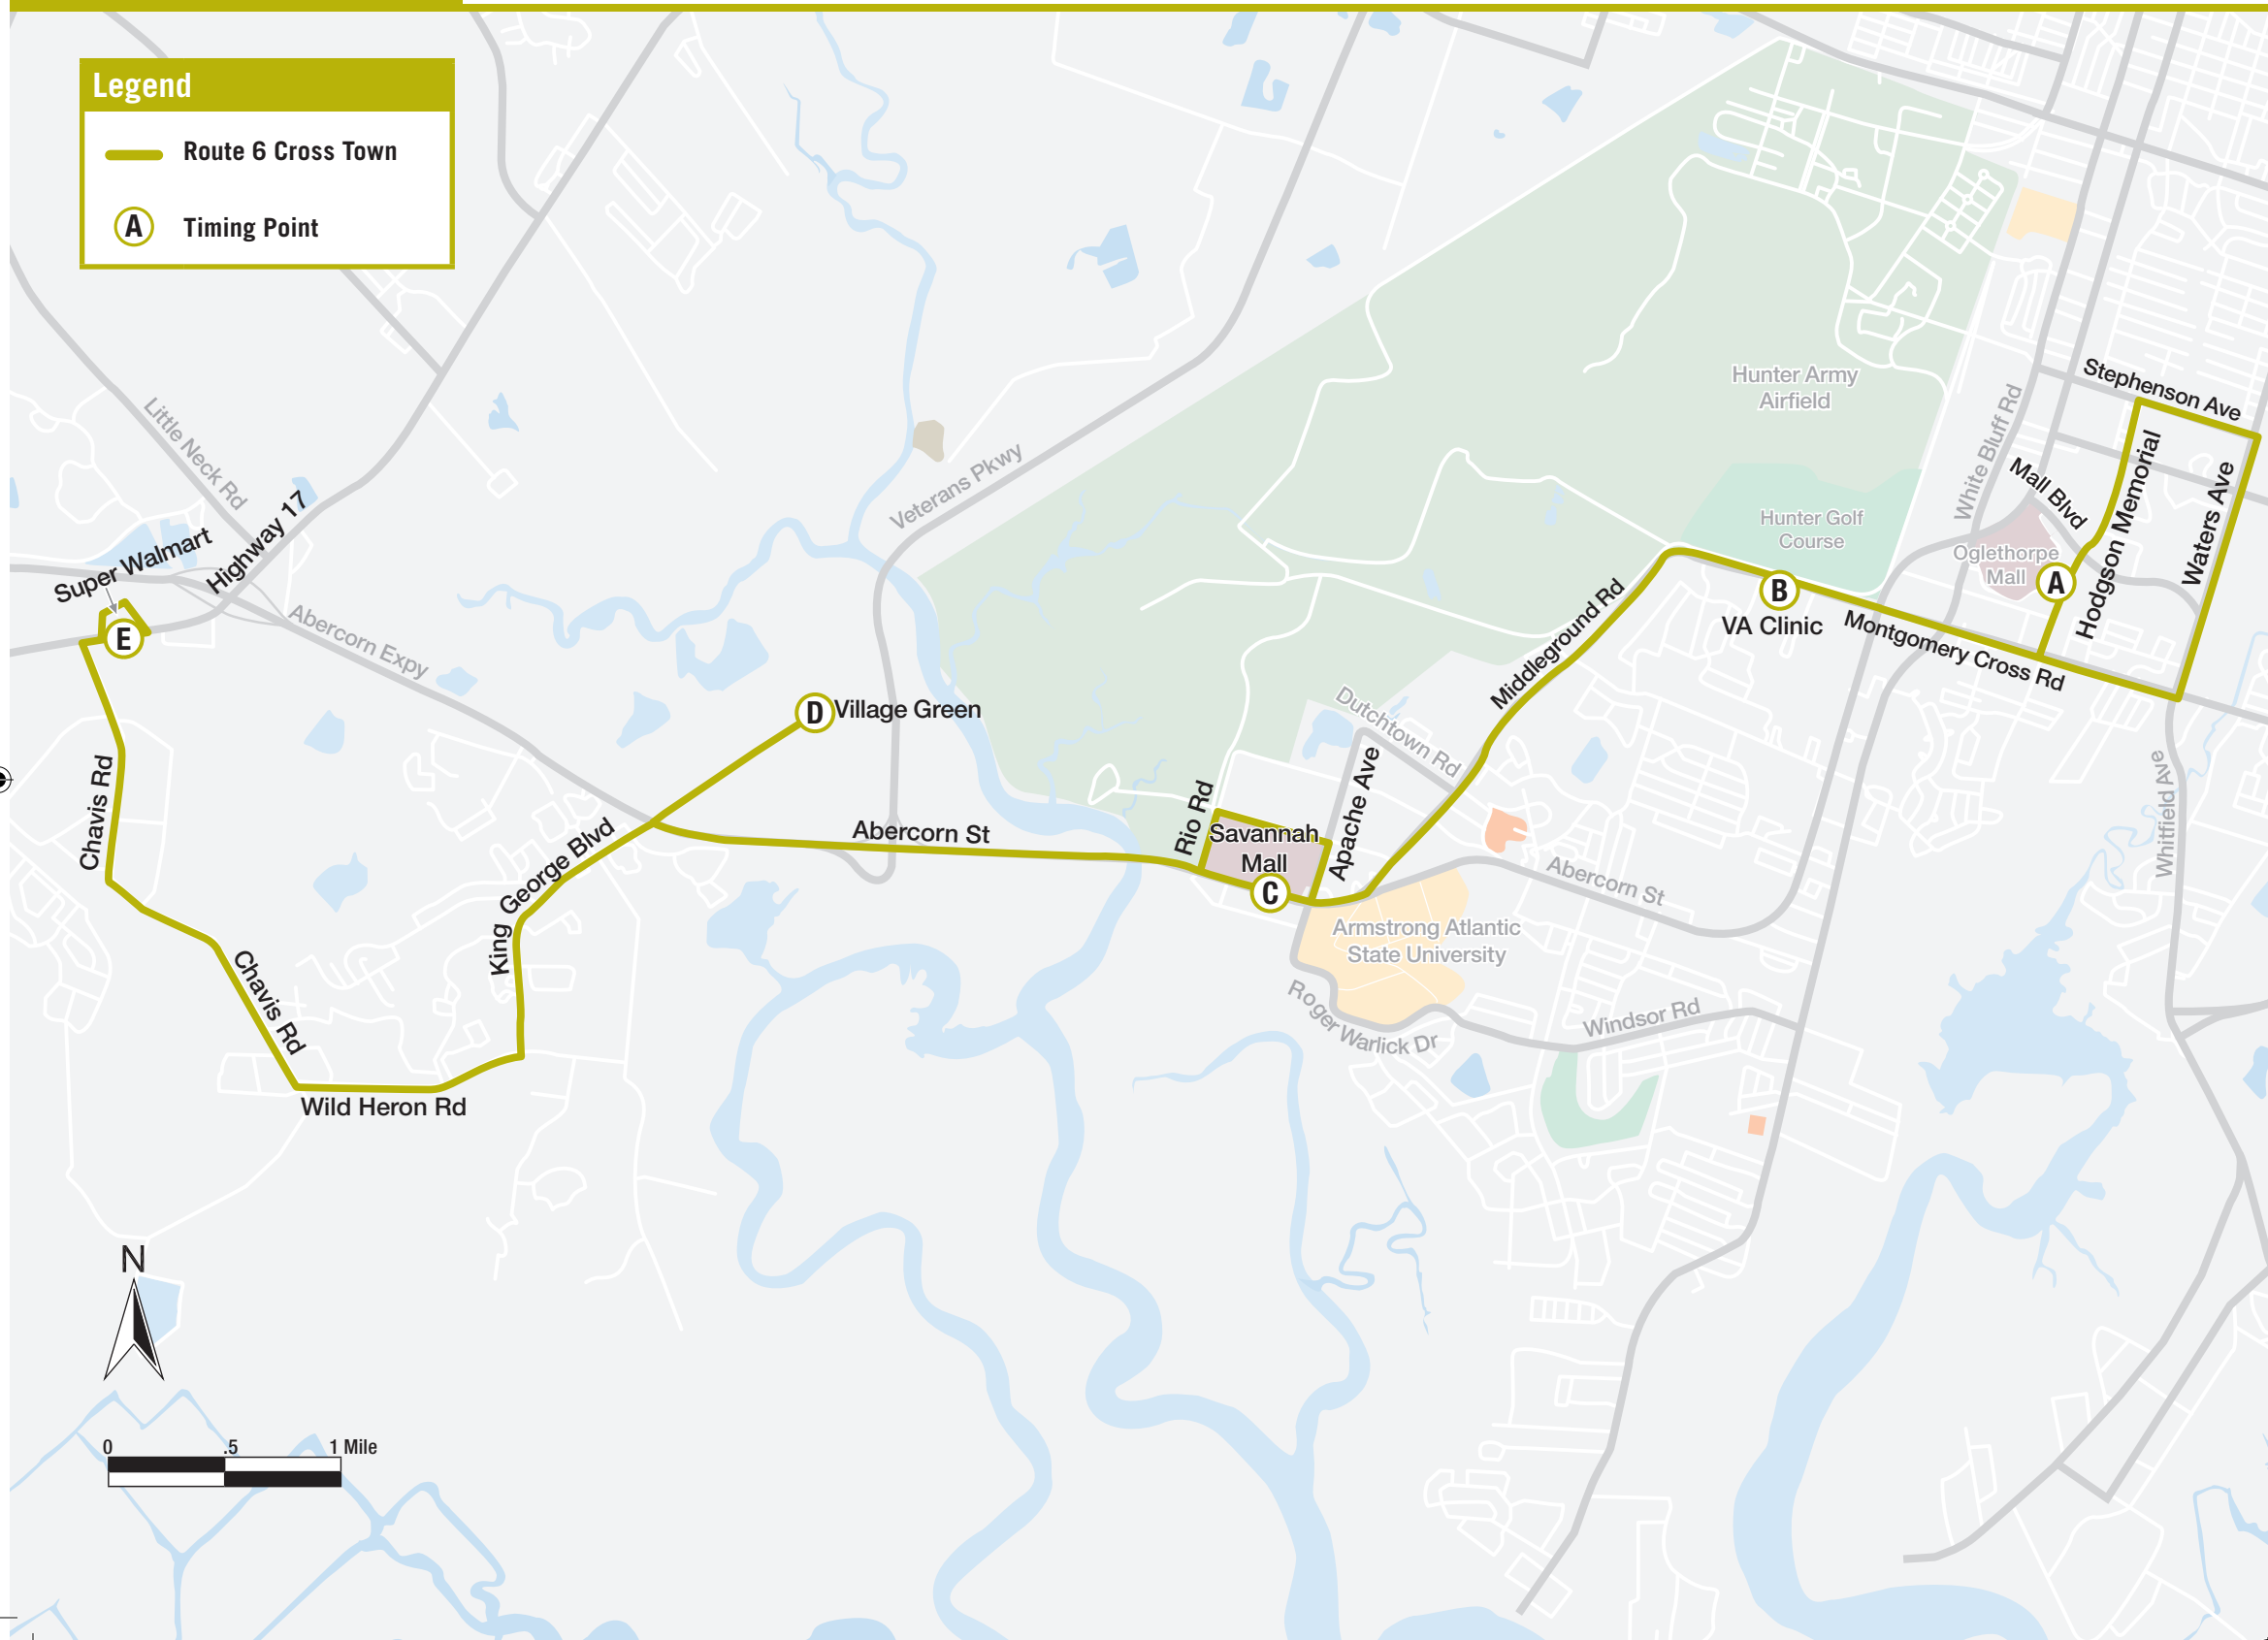 Legend
Route 6 Cross Town
A
Timing Point
Hunter Army
Airfield
Stephenson Ave
White Bluff Rd
Little Neck Rd
Highway 17
Veterans Pkwy
Mall Blvd
Hodgson Memorial
Waters Ave
Hunter Golf
Course
Oglethorpe
Mall
A
Super Walmart
E
Abercorn Expy
B
VA Clinic
Montgomery Cross Rd
Middleground Rd
Dutchtown Rd
D
Village Green
Chavis Rd
Abercorn St
Rio Rd
Savannah
Mall
C
Apache Ave
Whitfield Ave
King George Blvd
Abercorn St
Armstrong Atlantic
State University
Chavis Rd
Roger Warlick Dr
Windsor Rd
Wild Heron Rd
N
0 .5 1 Mile